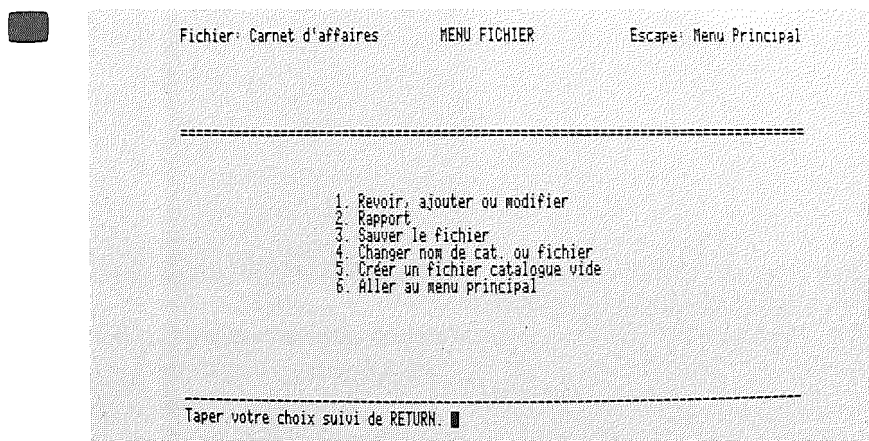 Fichier: Carnet d'affaires MENU FICHIER Escape: Menu Principal
================================================================================
1. Revoir, ajouter ou modifier
2. Rapport
3. Sauver le fichier
4. Changer nom de cat. ou fichier
5. Créer un fichier catalogue vide
6. Aller au menu principal
--------------------------------------------------------------------------------
Taper votre choix suivi de RETURN.